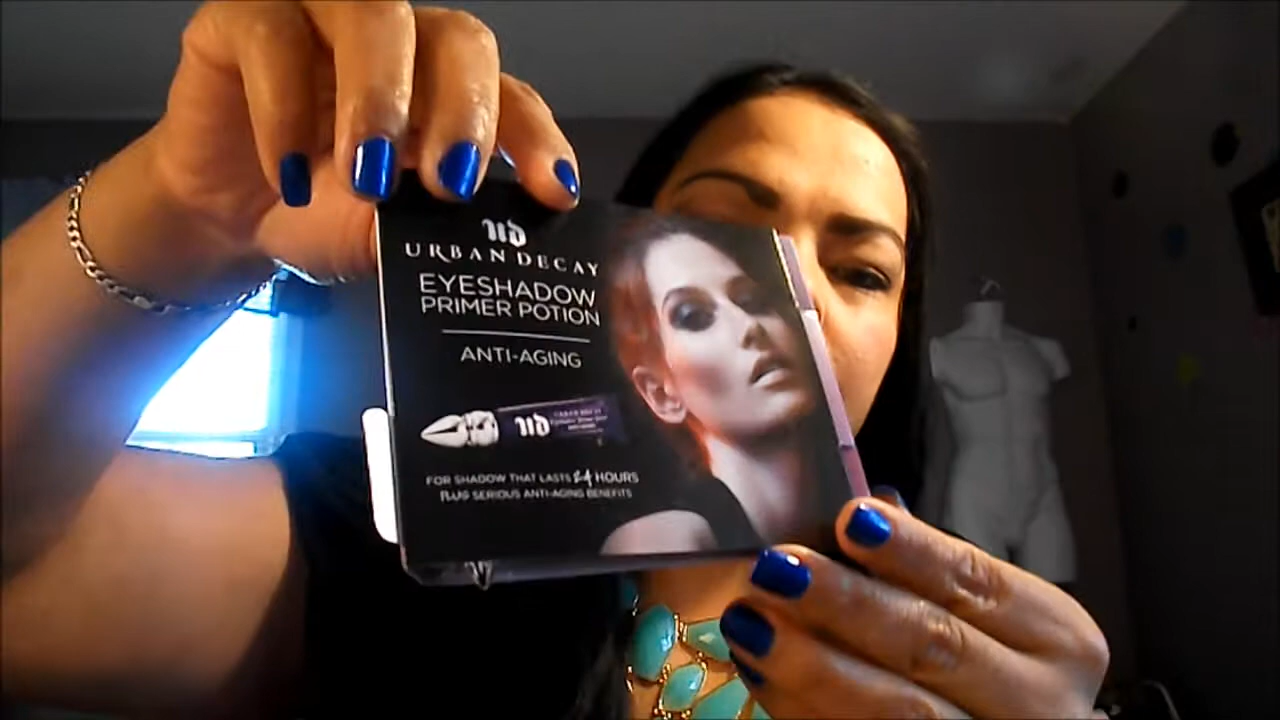 UD
URBAN DECAY
EYESHADOW
PRIMER POTION
ANTI-AGING
UD
FOR SHADOW THAT LASTS 24 HOURS
PLUS SERIOUS ANTI-AGING BENEFITS